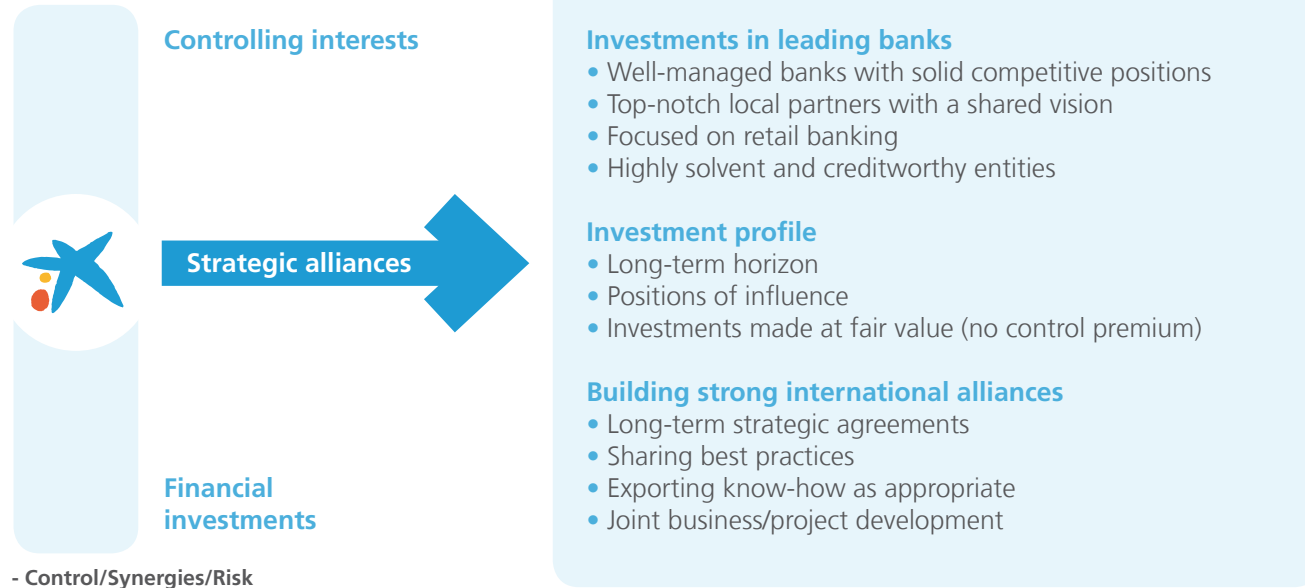 Controlling interests
Strategic alliances
Financial
investments
- Control/Synergies/Risk
Investments in leading banks
• Well-managed banks with solid competitive positions
• Top-notch local partners with a shared vision
• Focused on retail banking
• Highly solvent and creditworthy entities
Investment profile
• Long-term horizon
• Positions of influence
• Investments made at fair value (no control premium)
Building strong international alliances
• Long-term strategic agreements
• Sharing best practices
• Exporting know-how as appropriate
• Joint business/project development